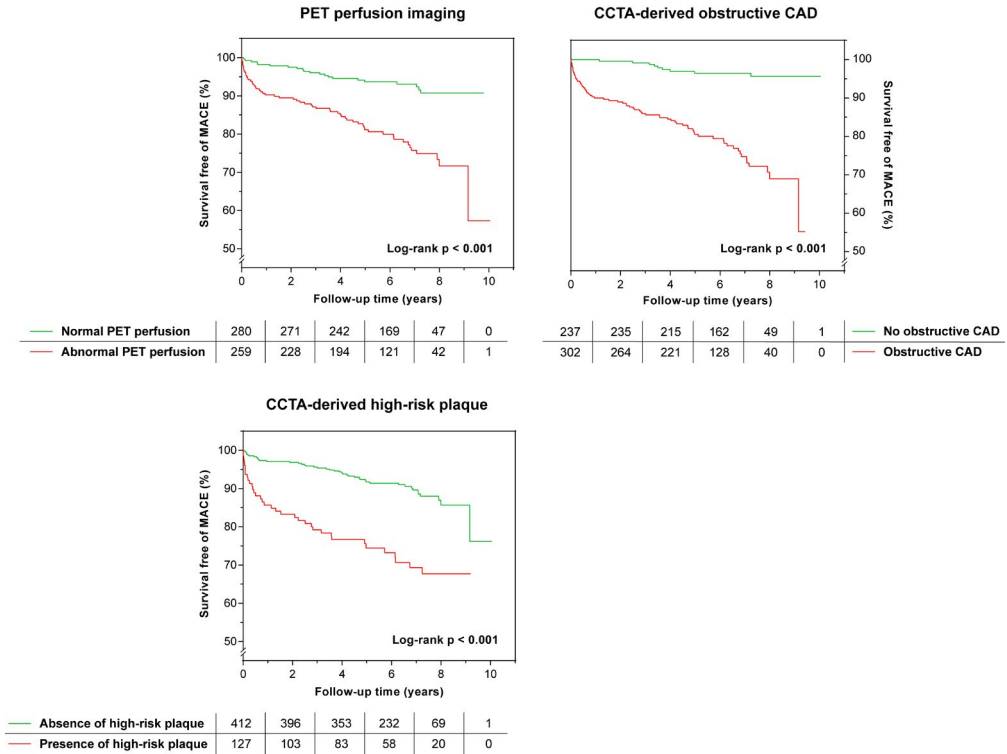 PET perfusion imaging
Survival free of MACE (%)
100
90
80
70
60
50
Log-rank p < 0.001
0 2 4 6 8 10
Follow-up time (years)
Normal PET perfusion 280 271 242 169 47 0
Abnormal PET perfusion 259 228 194 121 42 1
CCTA-derived obstructive CAD
100
90
80
70
60
50
Survival free of MACE (%)
Log-rank p < 0.001
0 2 4 6 8 10
Follow-up time (years)
237 235 215 162 49 1 No obstructive CAD
302 264 221 128 40 0 Obstructive CAD
CCTA-derived high-risk plaque
Survival free of MACE (%)
100
90
80
70
60
50
Log-rank p < 0.001
0 2 4 6 8 10
Follow-up time (years)
Absence of high-risk plaque 412 396 353 232 69 1
Presence of high-risk plaque 127 103 83 58 20 0